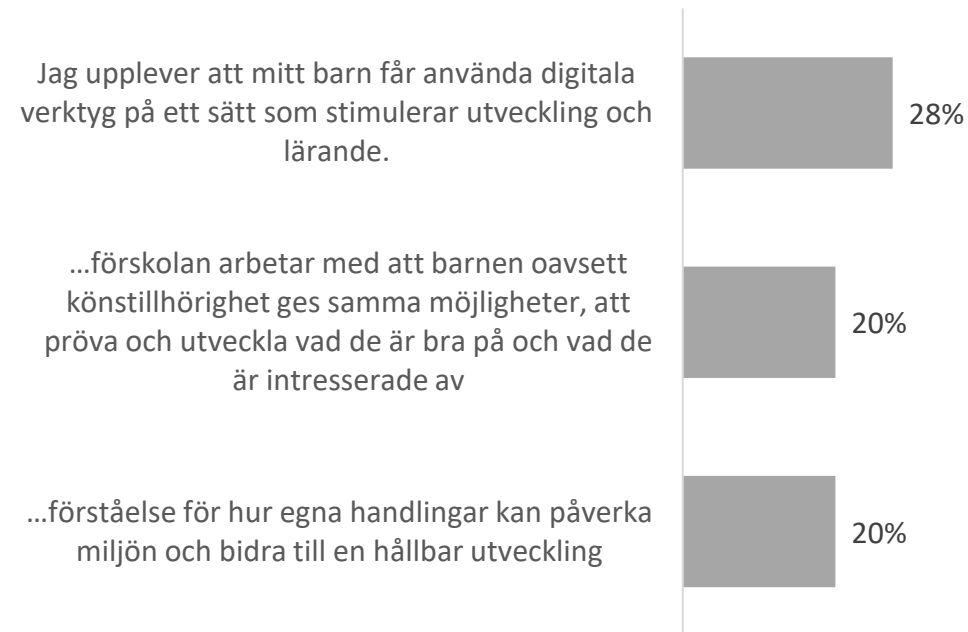 Jag upplever att mitt barn får använda digitala
verktyg på ett sätt som stimulerar utveckling och
lärande.
28%
...förskolan arbetar med att barnen oavsett
könstillhörighet ges samma möjligheter, att
pröva och utveckla vad de är bra på och vad de
är intresserade av
20%
...förståelse för hur egna handlingar kan påverka
miljön och bidra till en hållbar utveckling
20%